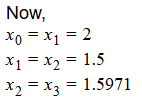 Now,
x₀ = x₁ = 2
x₁ = x₂ = 1.5
x₂ = x₃ = 1.5971